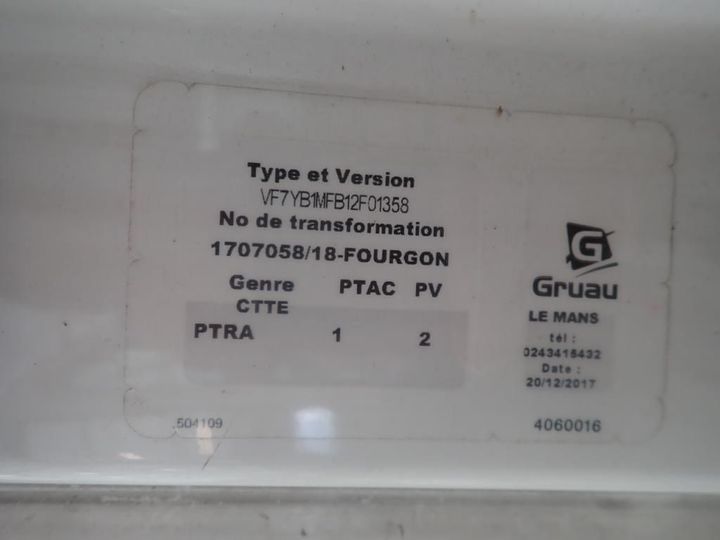 Type et Version
VF7YB1MFB12F01358
No de transformation
1707058/18-FOURGON
Genre PTAC PV
CTTE
PTRA 1 2
G
Gruau
LE MANS
tél :
0243415432
Date :
20/12/2017
.504109
4060016